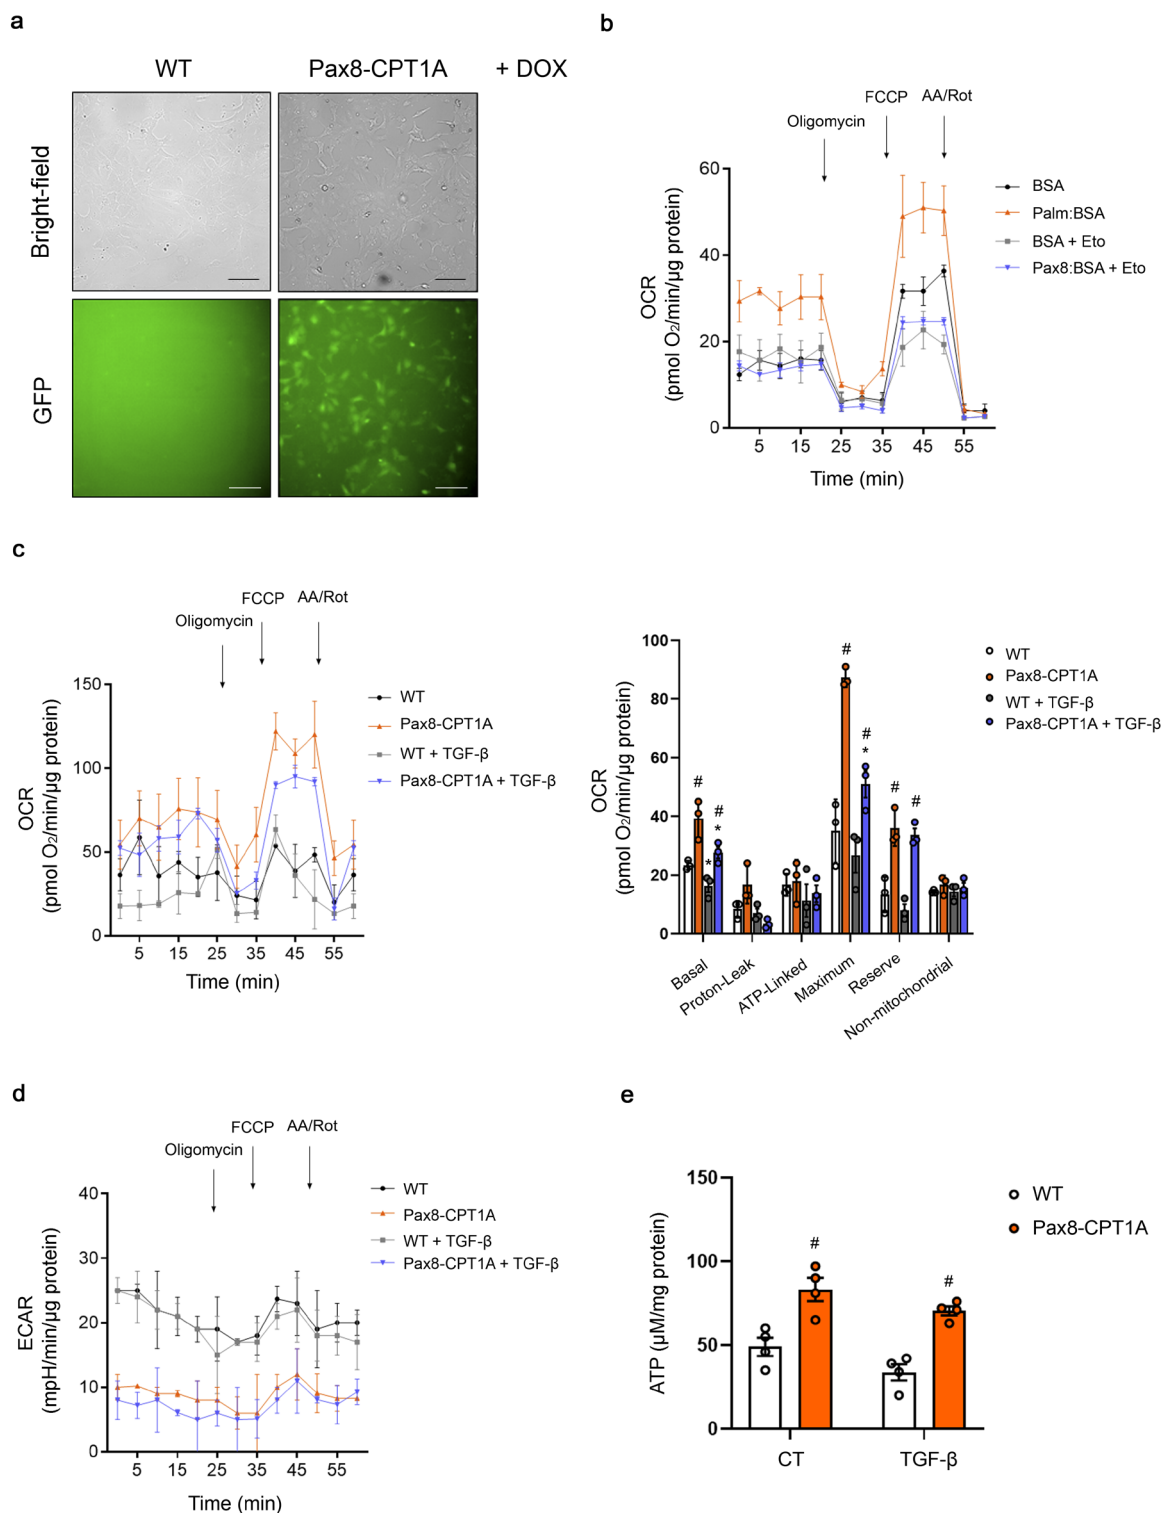 a
WT
Pax8-CPT1A
+ DOX
Bright-field
GFP
b
Oligomycin
FCCP
AA/Rot
OCR
(pmol O₂/min/µg protein)
60
40
20
0
5
15
25
35
45
55
Time (min)
BSA
Palm:BSA
BSA + Eto
Pax8:BSA + Eto
c
Oligomycin
FCCP
AA/Rot
OCR
(pmol O₂/min/µg protein)
150
100
50
0
5
15
25
35
45
55
Time (min)
WT
Pax8-CPT1A
WT + TGF-β
Pax8-CPT1A + TGF-β
OCR
(pmol O₂/min/µg protein)
100
80
60
40
20
0
#
*
#
*
#
#
*
#
#
Basal
Proton-Leak
ATP-Linked
Maximum
Reserve
Non-mitochondrial
WT
Pax8-CPT1A
WT + TGF-β
Pax8-CPT1A + TGF-β
d
Oligomycin
FCCP
AA/Rot
ECAR
(mpH/min/µg protein)
40
30
20
10
0
5
15
25
35
45
55
Time (min)
WT
Pax8-CPT1A
WT + TGF-β
Pax8-CPT1A + TGF-β
e
ATP (µM/mg protein)
150
100
50
0
#
#
CT
TGF-β
WT
Pax8-CPT1A